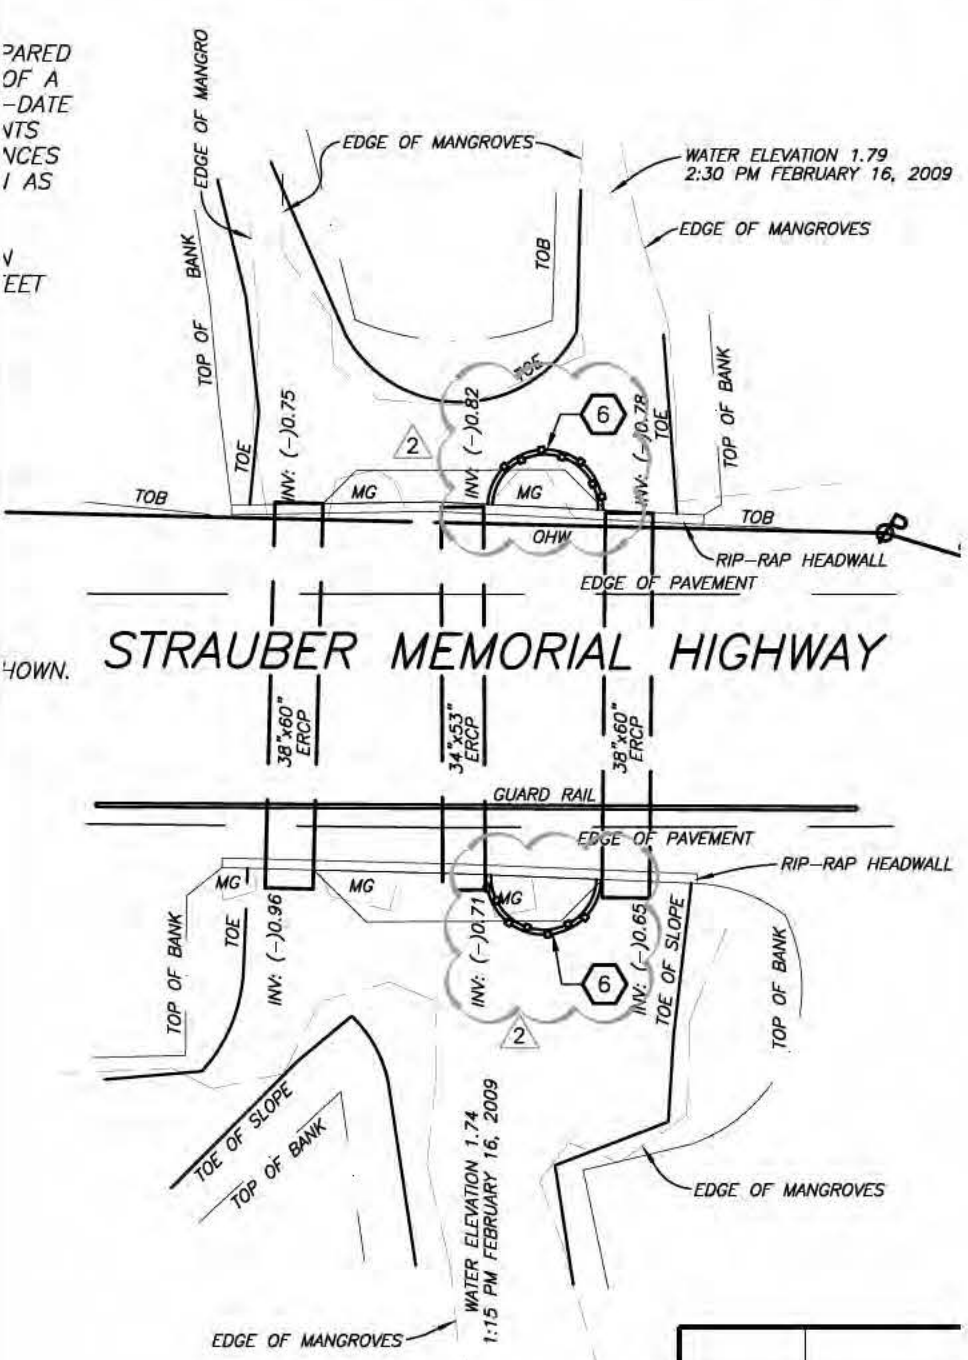 PARED
OF A
-DATE
NTS
NCES
AS
EET
HOWN.
EDGE OF MANGRO
EDGE OF MANGROVES
WATER ELEVATION 1.79
2:30 PM FEBRUARY 16, 2009
EDGE OF MANGROVES
TOP OF BANK
TOB
TOE
TOP OF BANK
TOE
TOE
INV: (-)0.75
INV: (-)0.82
INV: (-)0.78
6
2
MG
MG
TOB
OHW
TOB
RIP-RAP HEADWALL
EDGE OF PAVEMENT
STRAUBER MEMORIAL HIGHWAY
38"x60"
ERCP
34"x53"
ERCP
38"x60"
ERCP
GUARD RAIL
EDGE OF PAVEMENT
RIP-RAP HEADWALL
MG
MG
MG
TOP OF BANK
TOE
INV: (-)0.96
INV: (-)0.71
INV: (-)0.65
TOE OF SLOPE
TOP OF BANK
6
2
TOE OF SLOPE
TOP OF BANK
WATER ELEVATION 1.74
1:15 PM FEBRUARY 16, 2009
EDGE OF MANGROVES
EDGE OF MANGROVES